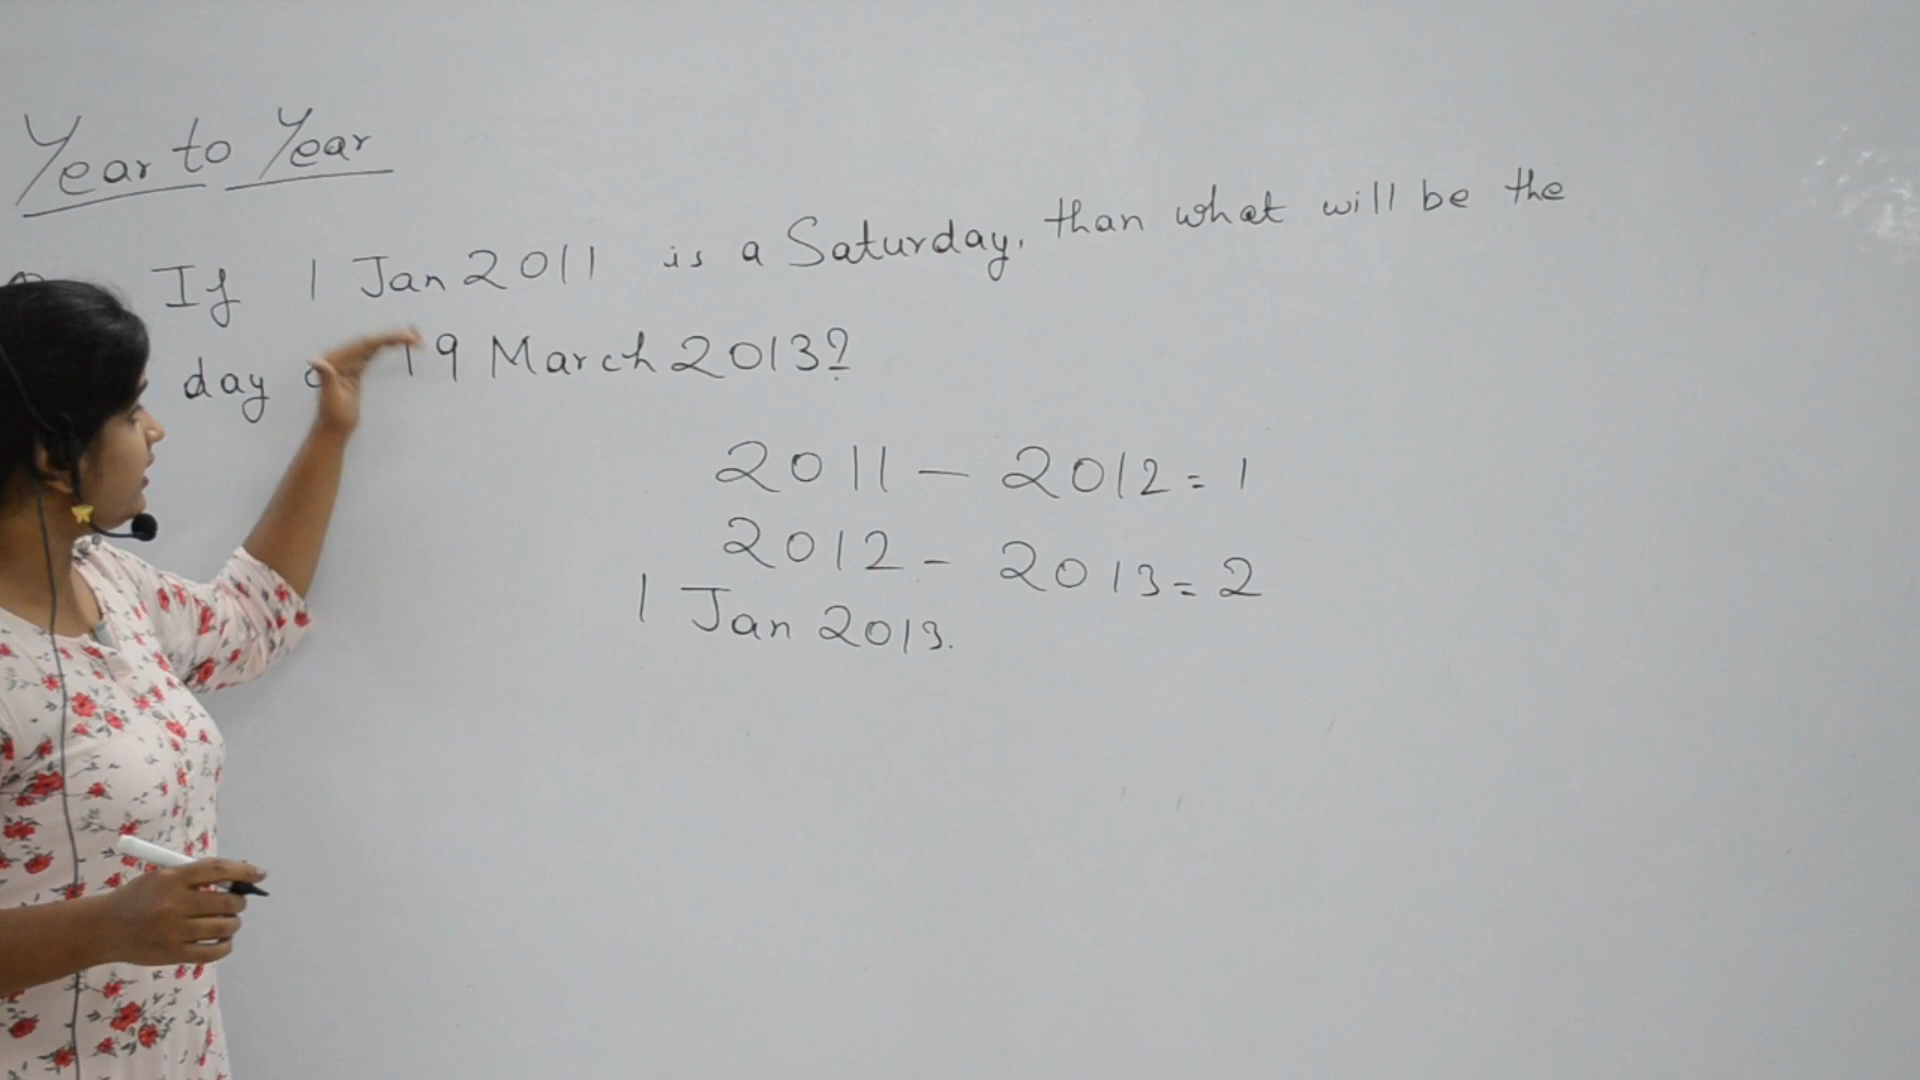 Year to Year
If 1 Jan 2011 is a Saturday, than what will be the
day 19 March 2013?
2011 - 2012 = 1
2012 - 2013 = 2
1 Jan 2013.